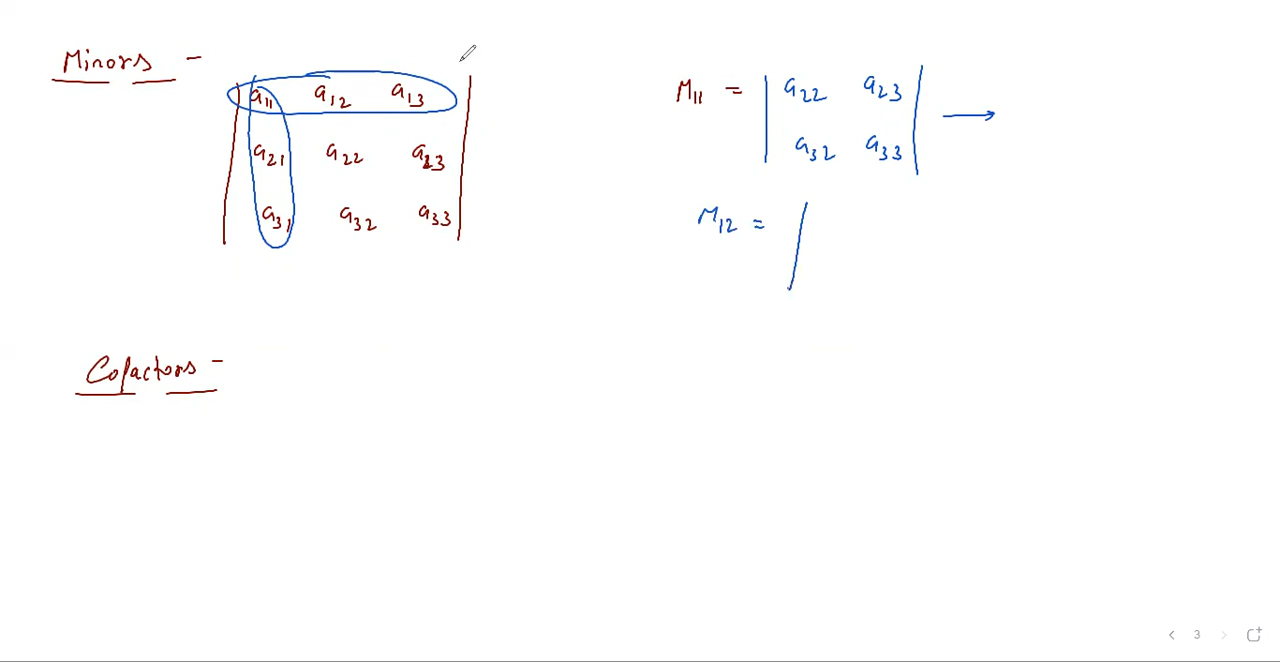 Minors -
a11 a12 a13
a21 a22 a23
a31 a32 a33
M11 = | a22 a23 | →
| a32 a33 |
M12 = |
Cofactors -
3